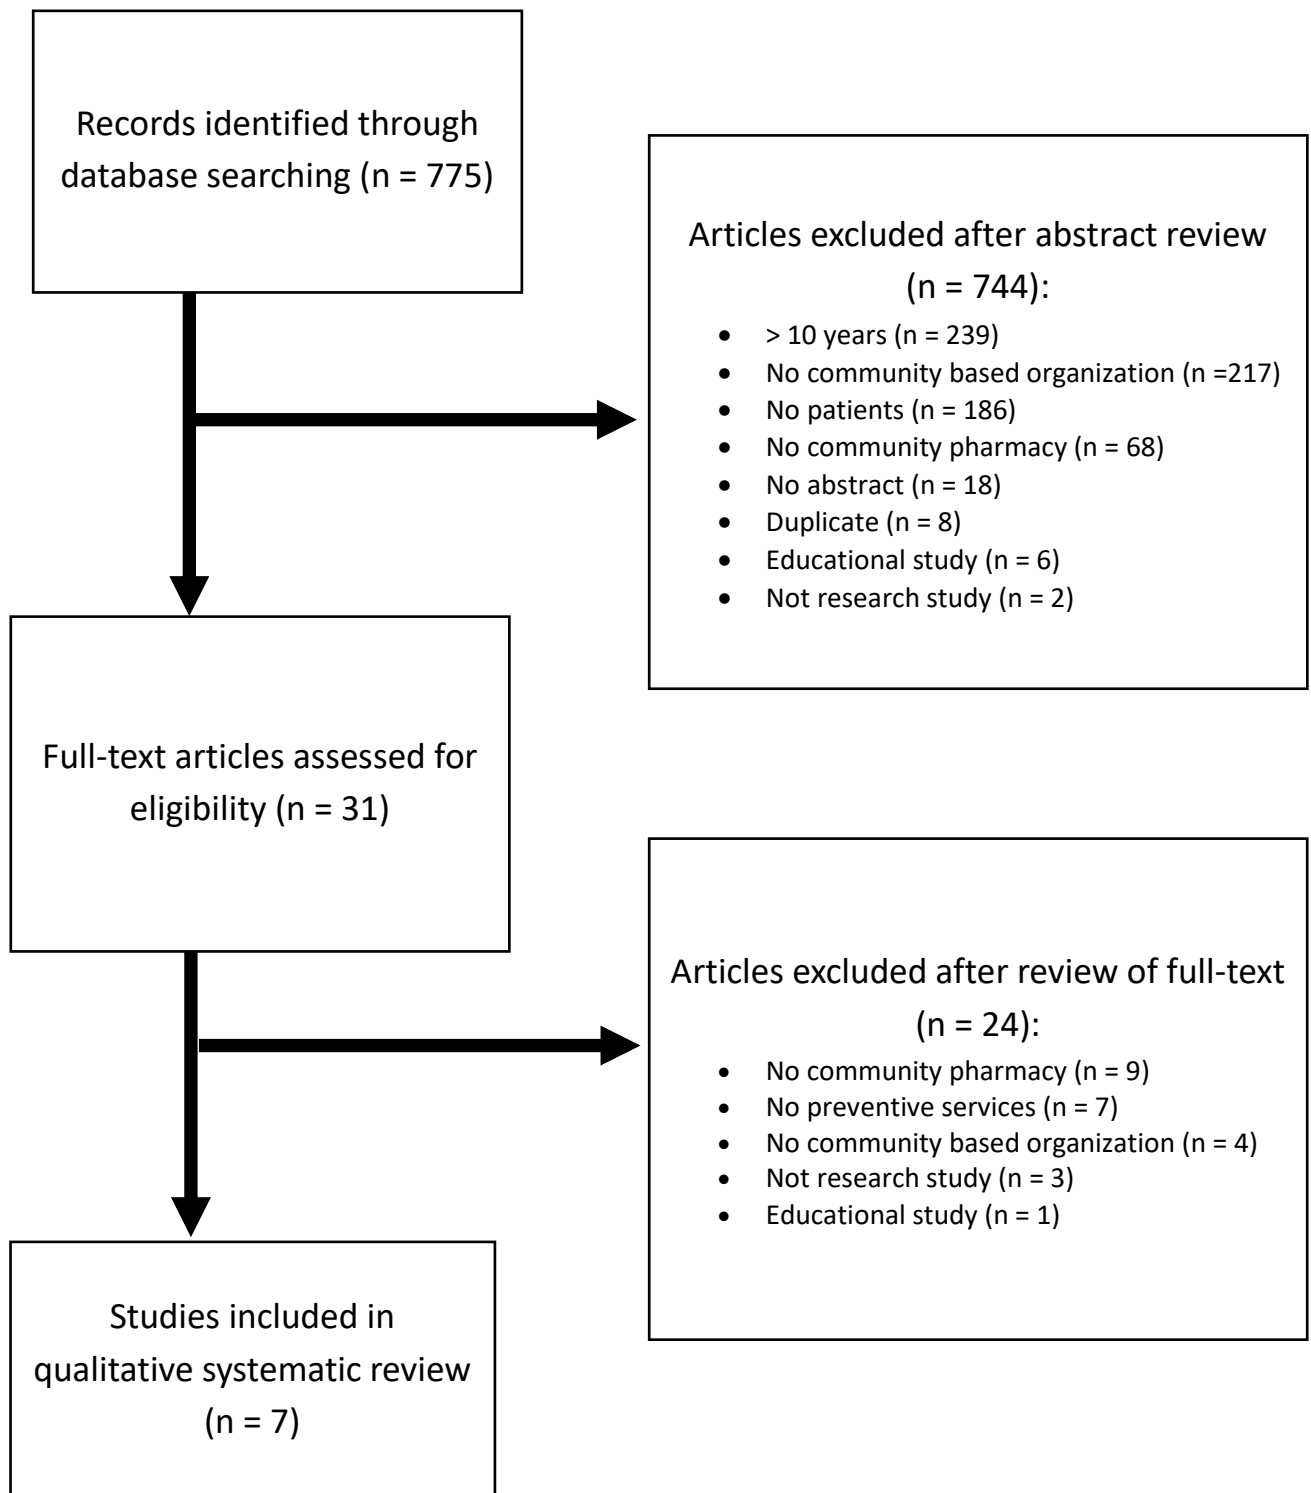 Records identified through
database searching (n = 775)
Articles excluded after abstract review
(n = 744):
• > 10 years (n = 239)
• No community based organization (n =217)
• No patients (n = 186)
• No community pharmacy (n = 68)
• No abstract (n = 18)
• Duplicate (n = 8)
• Educational study (n = 6)
• Not research study (n = 2)
Full-text articles assessed for
eligibility (n = 31)
Articles excluded after review of full-text
(n = 24):
• No community pharmacy (n = 9)
• No preventive services (n = 7)
• No community based organization (n = 4)
• Not research study (n = 3)
• Educational study (n = 1)
Studies included in
qualitative systematic review
(n = 7)